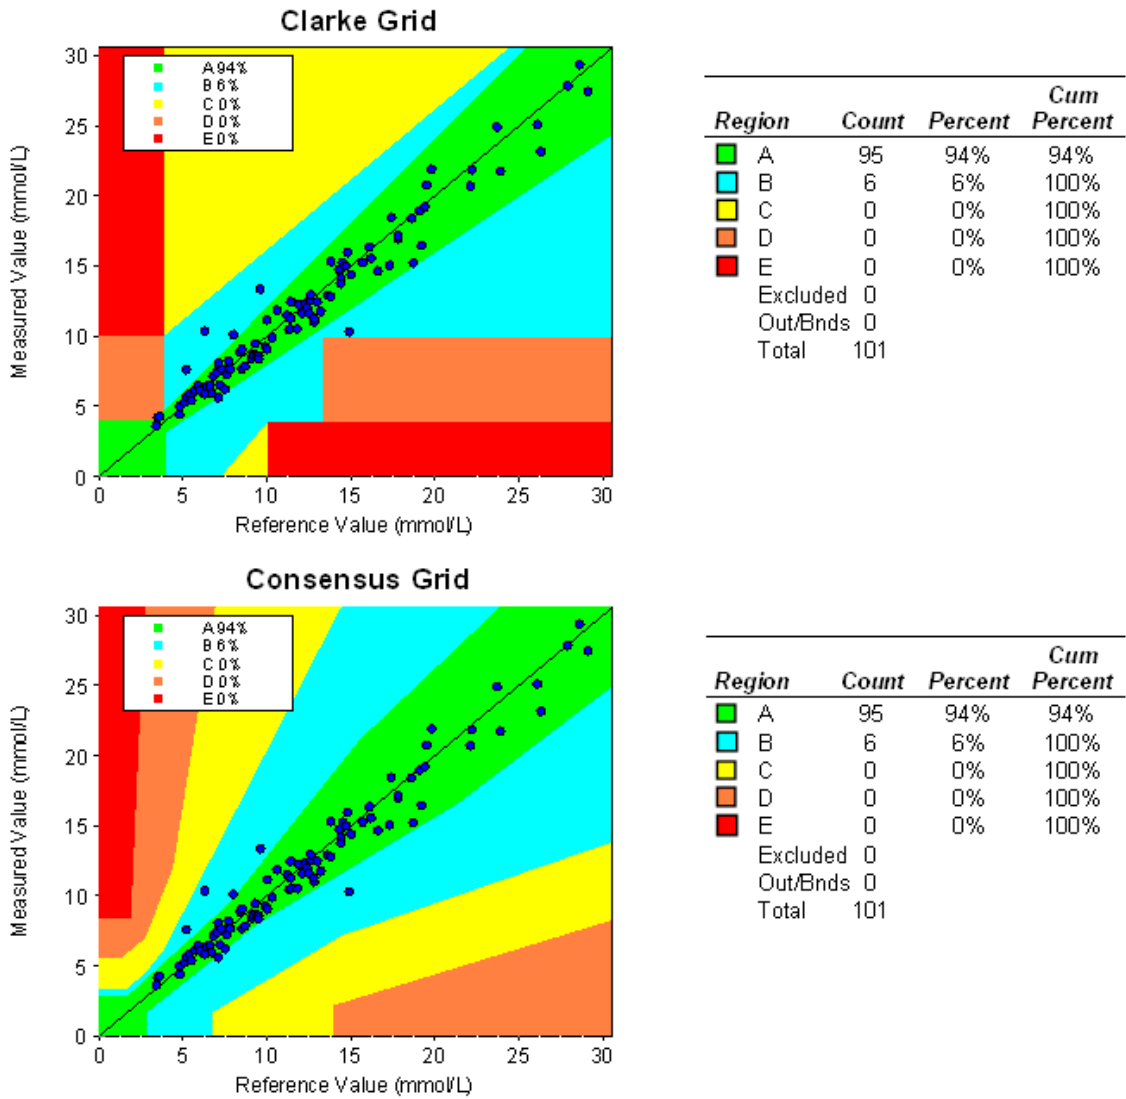 Clarke Grid
A 94%
B 6%
C 0%
D 0%
E 0%
30
25
20
15
10
5
0
Measured Value (mmol/L)
0 5 10 15 20 25 30
Reference Value (mmol/L)
Cum
Region Count Percent Percent
A 95 94% 94%
B 6 6% 100%
C 0 0% 100%
D 0 0% 100%
E 0 0% 100%
Excluded 0
Out/Bnds 0
Total 101
Consensus Grid
A 94%
B 6%
C 0%
D 0%
E 0%
30
25
20
15
10
5
0
Measured Value (mmol/L)
0 5 10 15 20 25 30
Reference Value (mmol/L)
Cum
Region Count Percent Percent
A 95 94% 94%
B 6 6% 100%
C 0 0% 100%
D 0 0% 100%
E 0 0% 100%
Excluded 0
Out/Bnds 0
Total 101